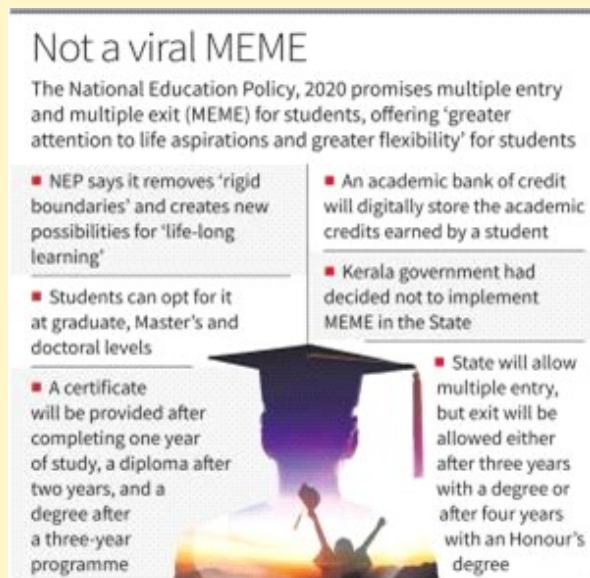 Not a viral MEME
The National Education Policy, 2020 promises multiple entry
and multiple exit (MEME) for students, offering ‘greater
attention to life aspirations and greater flexibility’ for students
■ NEP says it removes ‘rigid
boundaries’ and creates new
possibilities for ‘life-long
learning’
■ Students can opt for it
at graduate, Master’s and
doctoral levels
■ A certificate
will be provided after
completing one year
of study, a diploma after
two years, and a
degree after
a three-year
programme
■ An academic bank of credit
will digitally store the academic
credits earned by a student
■ Kerala government had
decided not to implement
MEME in the State
■ State will allow
multiple entry,
but exit will be
allowed either
after three years
with a degree or
after four years
with an Honour’s
degree